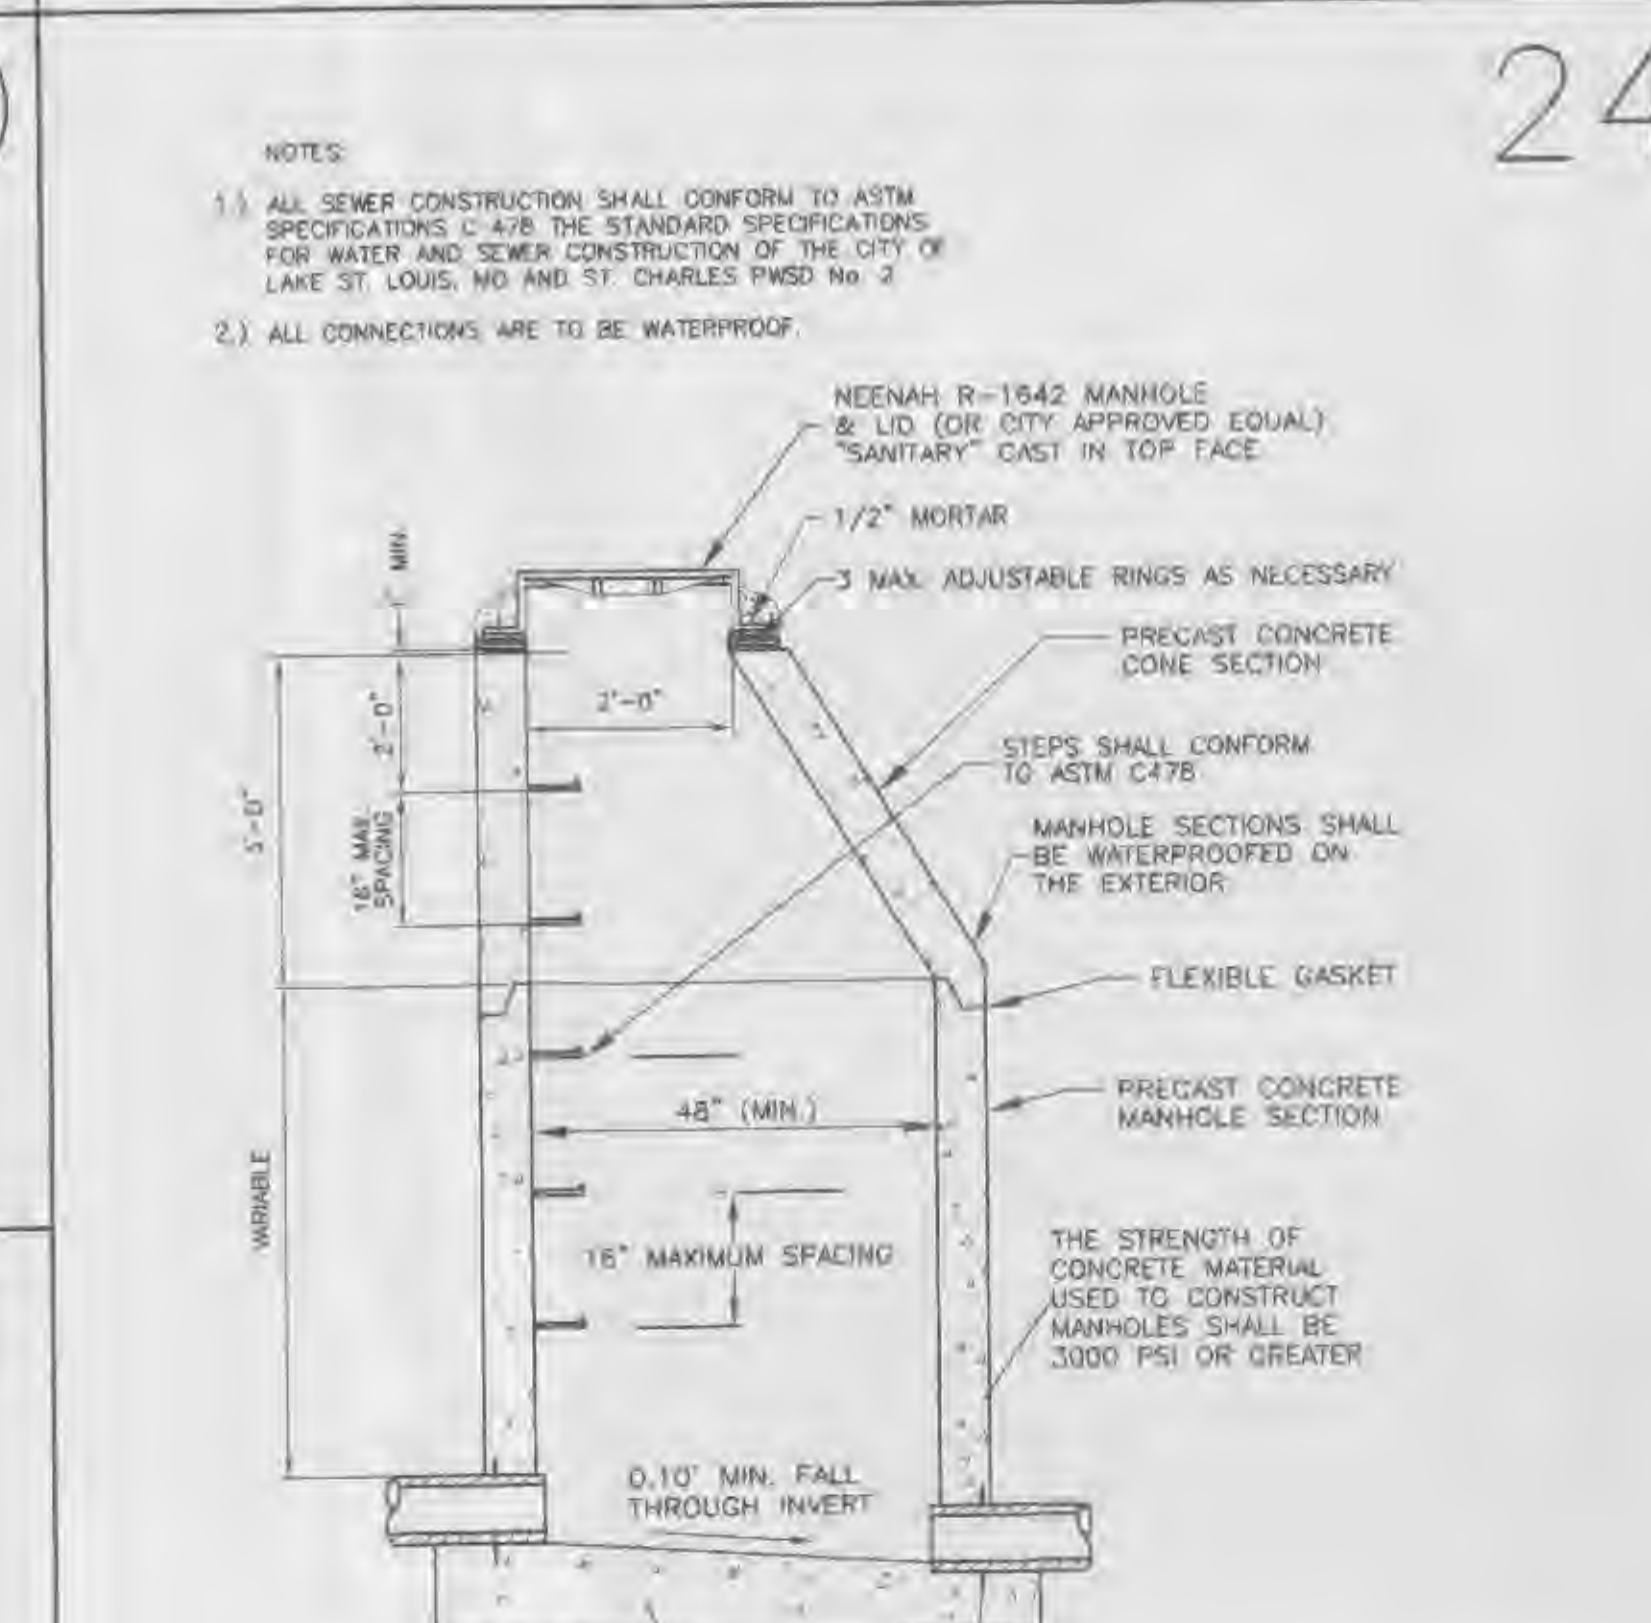 24
NOTES:
1.) ALL SEWER CONSTRUCTION SHALL CONFORM TO ASTM
SPECIFICATIONS C 478 THE STANDARD SPECIFICATIONS
FOR WATER AND SEWER CONSTRUCTION OF THE CITY OF
LAKE ST. LOUIS, MO AND ST. CHARLES PWSD No. 2
2.) ALL CONNECTIONS ARE TO BE WATERPROOF.
NEENAH R-1642 MANHOLE
& LID (OR CITY APPROVED EQUAL)
"SANITARY" CAST IN TOP FACE
1/2" MORTAR
3 MAX. ADJUSTABLE RINGS AS NECESSARY
MIN.
PRECAST CONCRETE
CONE SECTION
2'-0"
2'-0"
STEPS SHALL CONFORM
TO ASTM C478
5'-0"
MAX.
SPACING
MANHOLE SECTIONS SHALL
BE WATERPROOFED ON
THE EXTERIOR
FLEXIBLE GASKET
48" (MIN.)
PRECAST CONCRETE
MANHOLE SECTION
VARIABLE
MAXIMUM SPACING
THE STRENGTH OF
CONCRETE MATERIAL
USED TO CONSTRUCT
MANHOLES SHALL BE
3000 PSI OR GREATER
0.10' MIN. FALL
THROUGH INVERT